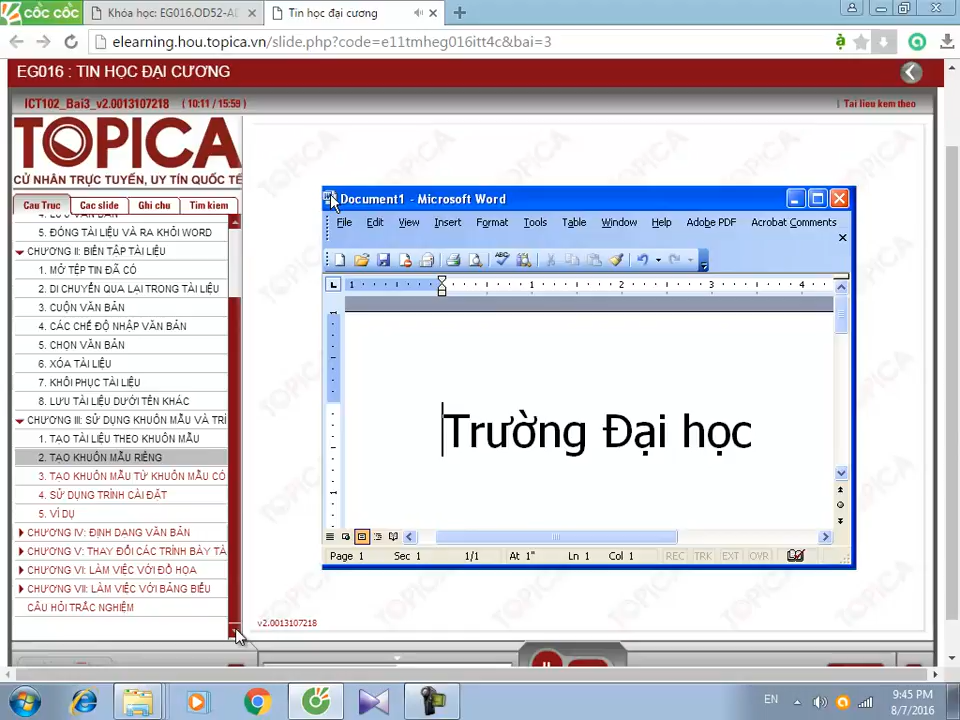 CỐC CỐC
Khóa học: EG016.OD52-AD
Tin học đại cương
elearning.hou.topica.vn/slide.php?code=e11tmheg016itt4c&bai=3
EG016 : TIN HỌC ĐẠI CƯƠNG
ICT102_Bai3_v2.0013107218 ( 10:11 / 15:59 )
Tai lieu kem theo
TOPICA
CỬ NHÂN TRỰC TUYẾN, UY TÍN QUỐC TẾ
Cau Truc Cac slide Ghi chu Tim kiem
5. ĐÓNG TÀI LIỆU VÀ RA KHỎI WORD
CHƯƠNG II: BIÊN TẬP TÀI LIỆU
1. MỞ TỆP TIN ĐÃ CÓ
2. DI CHUYỂN QUA LẠI TRONG TÀI LIỆU
3. CUỘN VĂN BẢN
4. CÁC CHẾ ĐỘ NHẬP VĂN BẢN
5. CHỌN VĂN BẢN
6. XÓA TÀI LIỆU
7. KHÔI PHỤC TÀI LIỆU
8. LƯU TÀI LIỆU DƯỚI TÊN KHÁC
CHƯƠNG III: SỬ DỤNG KHUÔN MẪU VÀ TRÌ
1. TẠO TÀI LIỆU THEO KHUÔN MẪU
2. TẠO KHUÔN MẪU RIÊNG
3. TẠO KHUÔN MẪU TỪ KHUÔN MẪU CÓ
4. SỬ DỤNG TRÌNH CÀI ĐẶT
5. VÍ DỤ
CHƯƠNG IV: ĐỊNH DẠNG VĂN BẢN
CHƯƠNG V: THAY ĐỔI CÁC TRÌNH BÀY TÀ
CHƯƠNG VI: LÀM VIỆC VỚI ĐỒ HỌA
CHƯƠNG VII: LÀM VIỆC VỚI BẢNG BIỂU
CÂU HỎI TRẮC NGHIỆM
Document1 - Microsoft Word
File Edit View Insert Format Tools Table Window Help Adobe PDF Acrobat Comments
1 1 2 3 4
Trường Đại học
Page 1 Sec 1 1/1 At 1" Ln 1 Col 1 REC TRK EXT OVR
v2.0013107218
EN
9:45 PM
8/7/2016